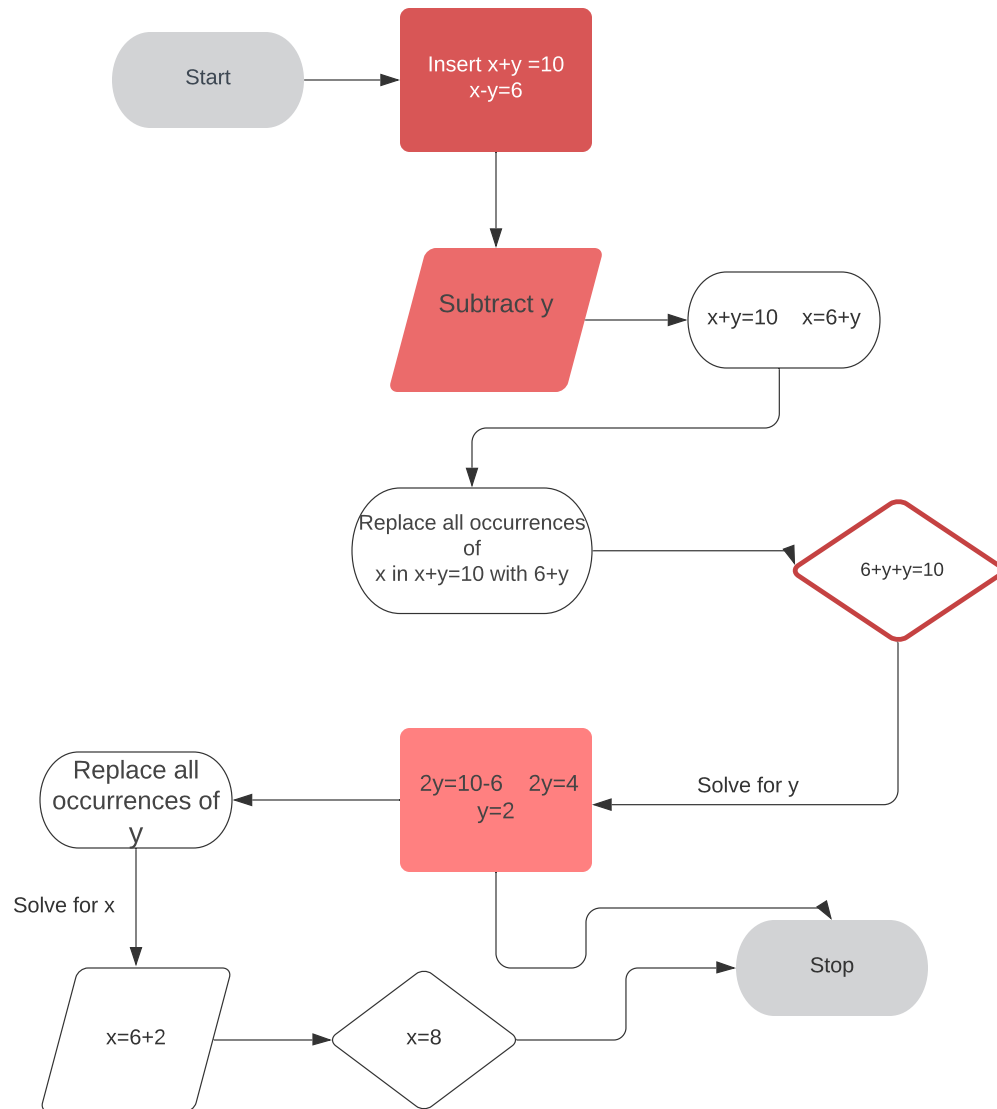 Start
Insert x+y =10
x-y=6
Subtract y
x+y=10    x=6+y
Replace all occurrences
of
x in x+y=10 with 6+y
6+y+y=10
Solve for y
2y=10-6    2y=4
y=2
Replace all
occurrences of
y
Solve for x
x=6+2
x=8
Stop